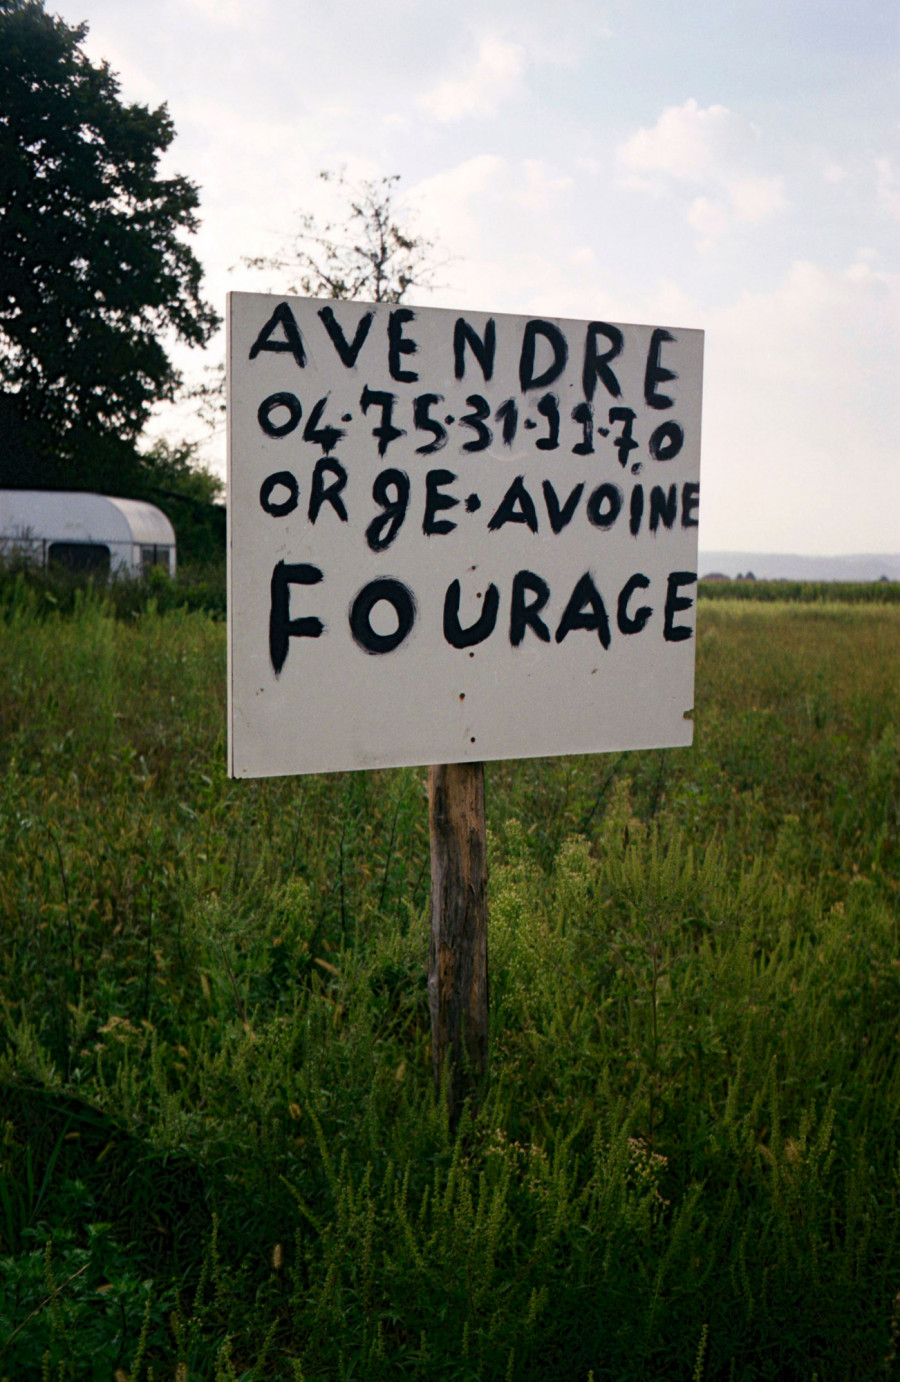 AVENDRE
04.75.31.11.70
ORgE.AVOINE
FOURAGE